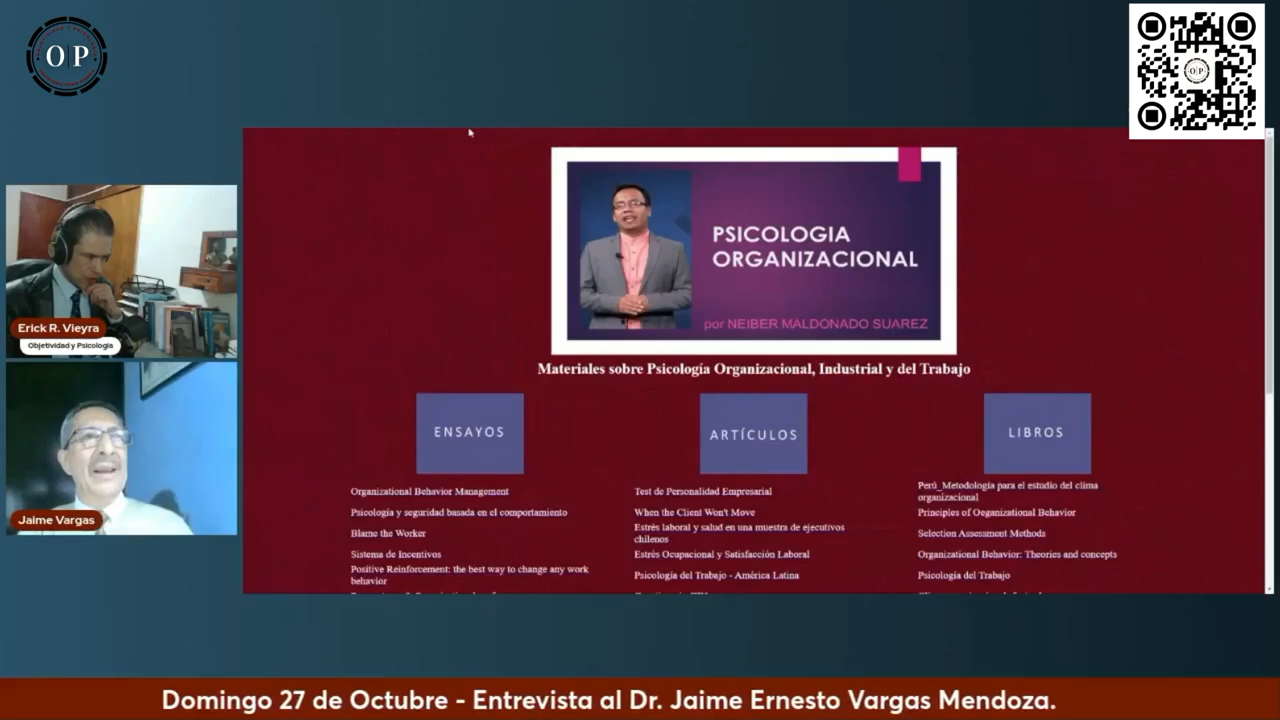 O|P
PSICOLOGIA
ORGANIZACIONAL
por NEIBER MALDONADO SUAREZ
Erick R. Vieyra
Objetividad y Psicología
Jaime Vargas
Materiales sobre Psicología Organizacional, Industrial y del Trabajo
ENSAYOS
Organizational Behavior Management
Psicología y seguridad basada en el comportamiento
Blame the Worker
Sistema de Incentivos
Positive Reinforcement: the best way to change any work
behavior
ARTÍCULOS
Test de Personalidad Empresarial
When the Client Won't Move
Estrés laboral y salud en una muestra de ejecutivos
chilenos
Estrés Ocupacional y Satisfacción Laboral
Psicología del Trabajo - América Latina
LIBROS
Perú_Metodología para el estudio del clima
organizacional
Principles of Oeganizational Behavior
Selection Assessment Methods
Organizational Behavior: Theories and concepts
Psicología del Trabajo
Domingo 27 de Octubre - Entrevista al Dr. Jaime Ernesto Vargas Mendoza.